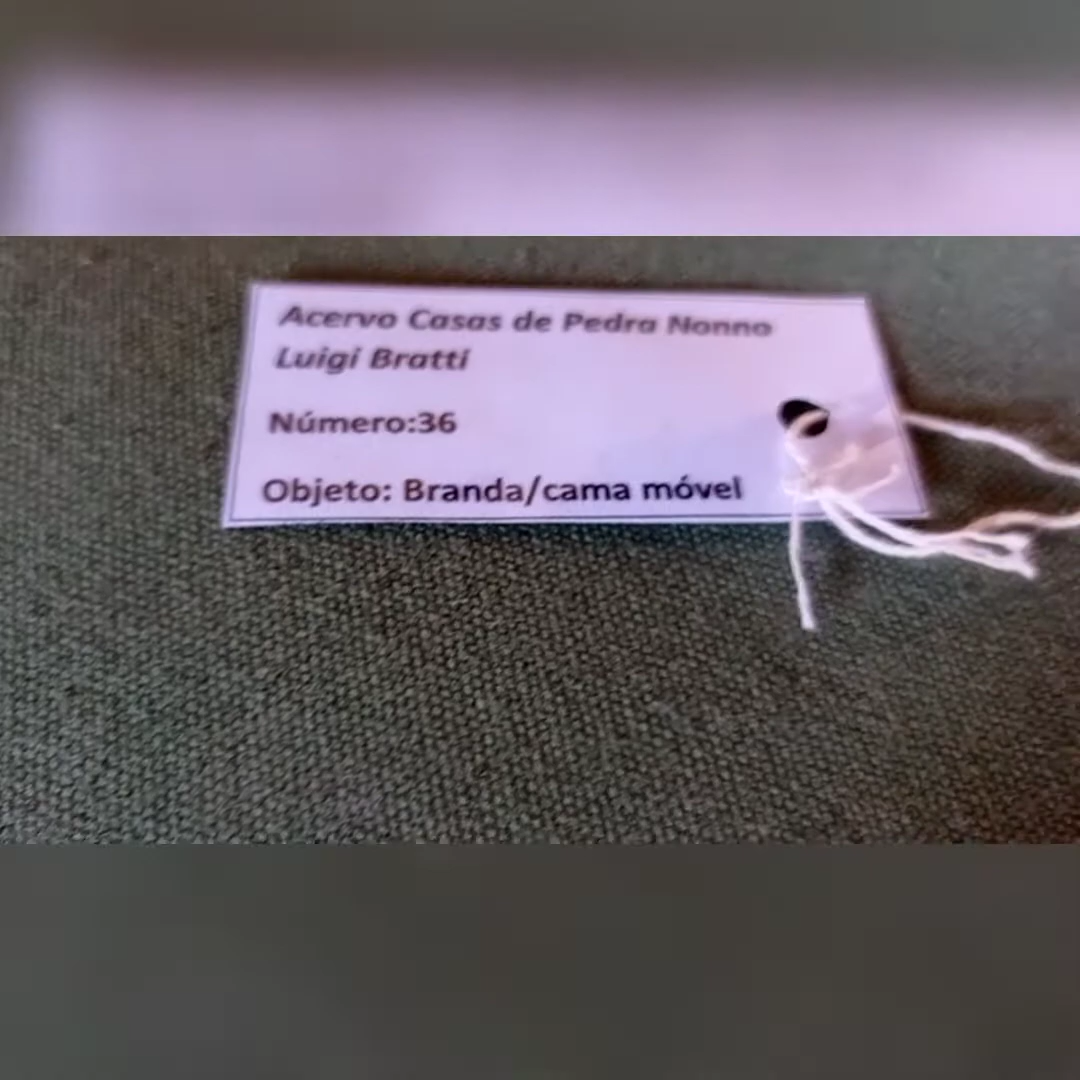 Acervo Casas de Pedra Nonno
Luigi Bratti
Número:36
Objeto: Branda/cama móvel